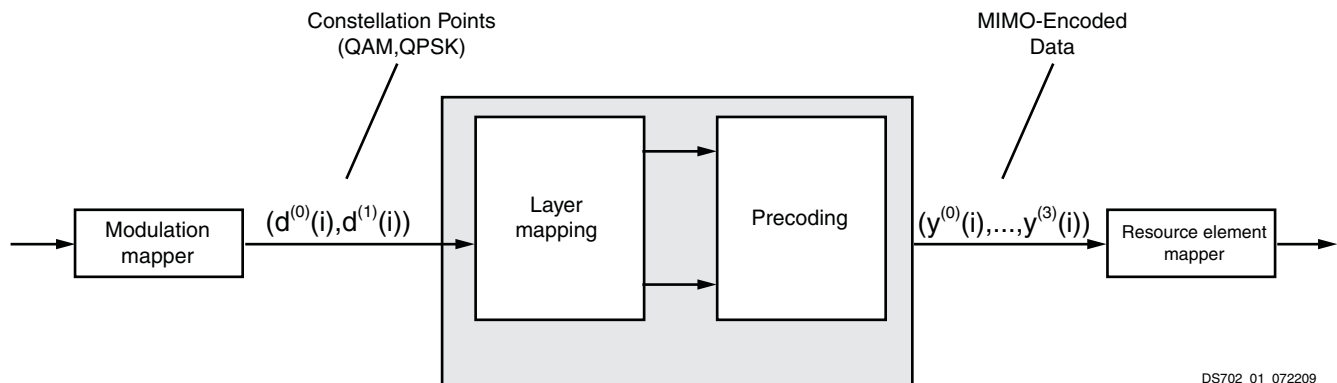 Constellation Points
(QAM,QPSK)
MIMO-Encoded
Data
Modulation
mapper
(d(0)(i),d(1)(i))
Layer
mapping
Precoding
(y(0)(i),...,y(3)(i))
Resource element
mapper
DS702_01_072209